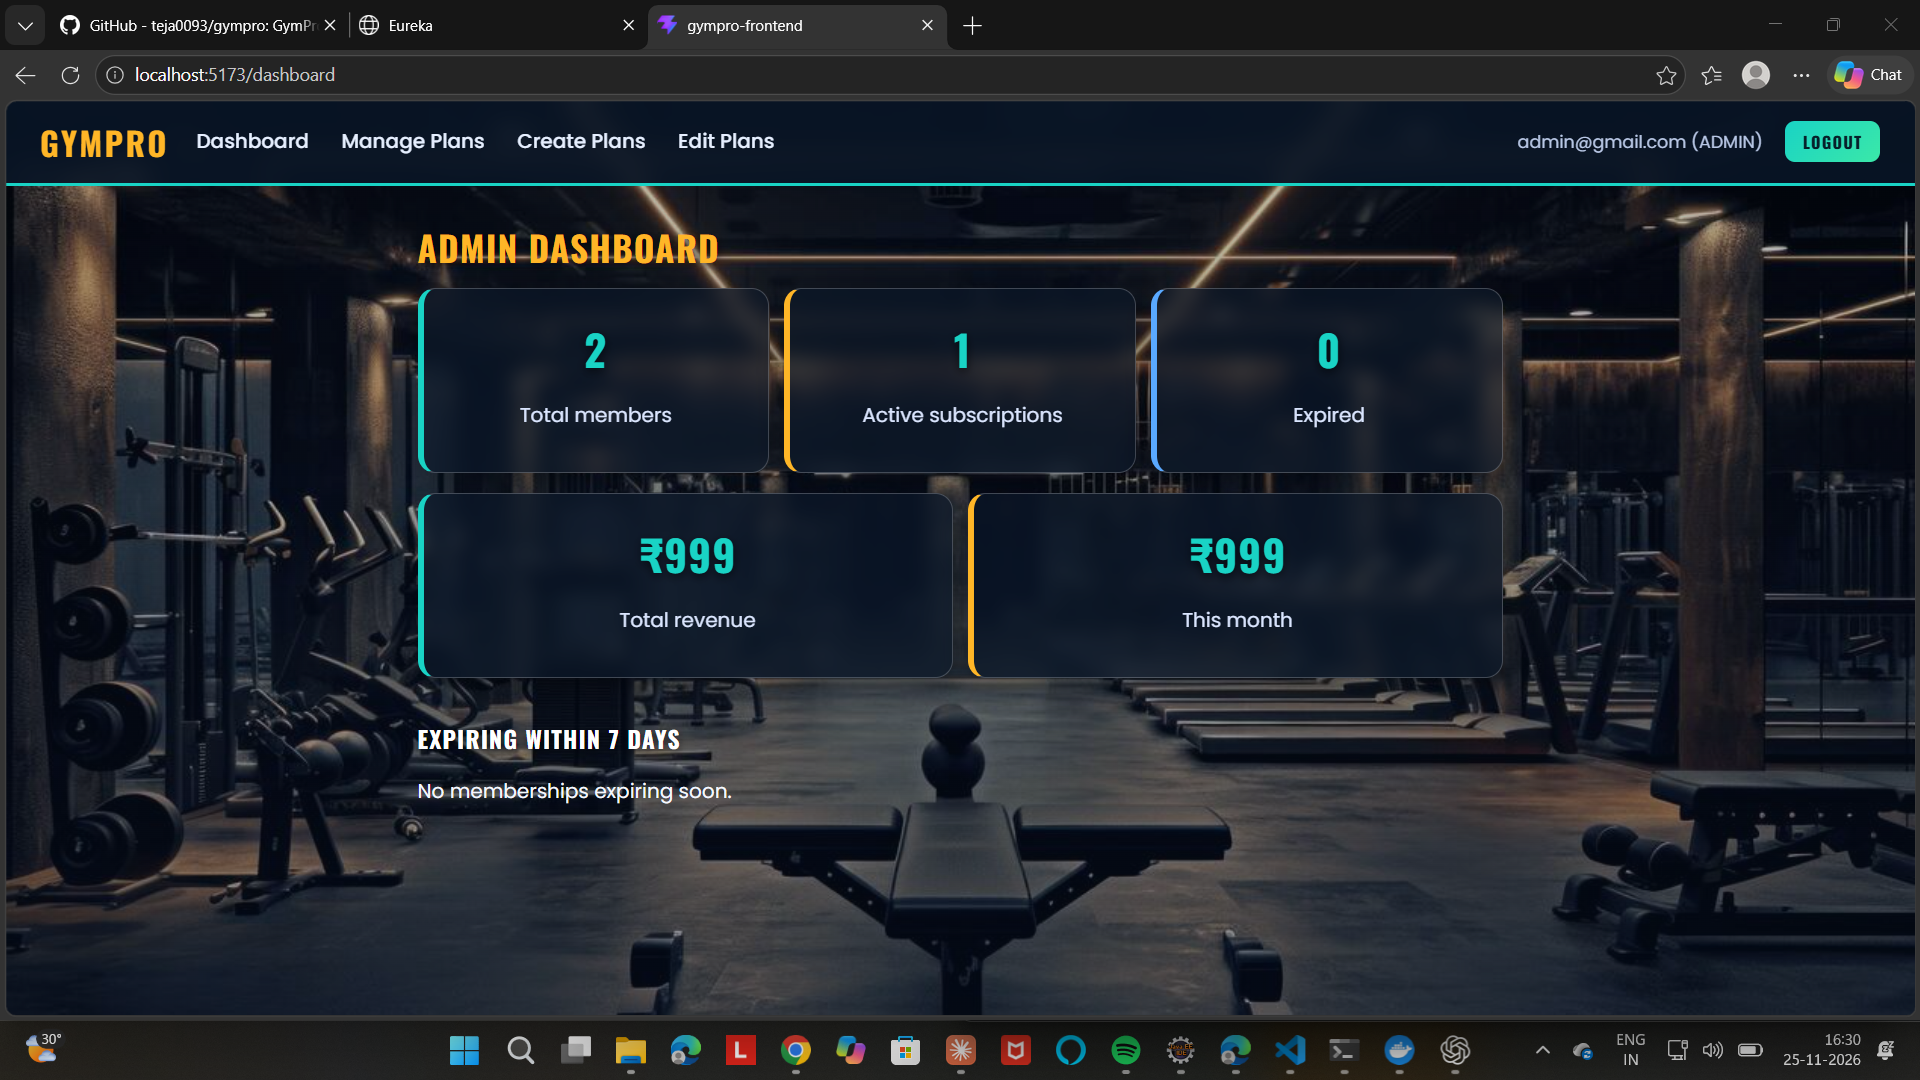 GitHub - teja0093/gympro: GymPr
Eureka
gympro-frontend
localhost:5173/dashboard
Chat
GYMPRO
Dashboard
Manage Plans
Create Plans
Edit Plans
admin@gmail.com (ADMIN)
LOGOUT
ADMIN DASHBOARD
2
Total members
1
Active subscriptions
0
Expired
₹999
Total revenue
₹999
This month
EXPIRING WITHIN 7 DAYS
No memberships expiring soon.
30°
L
ENG
IN
16:30
25-11-2026